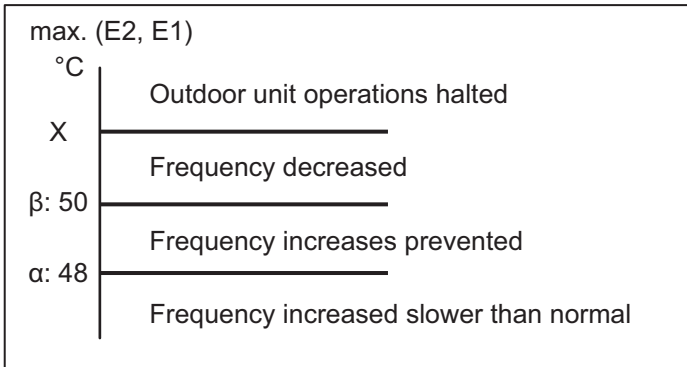 max. (E2, E1)
°C
Outdoor unit operations halted
X
Frequency decreased
β: 50
Frequency increases prevented
α: 48
Frequency increased slower than normal